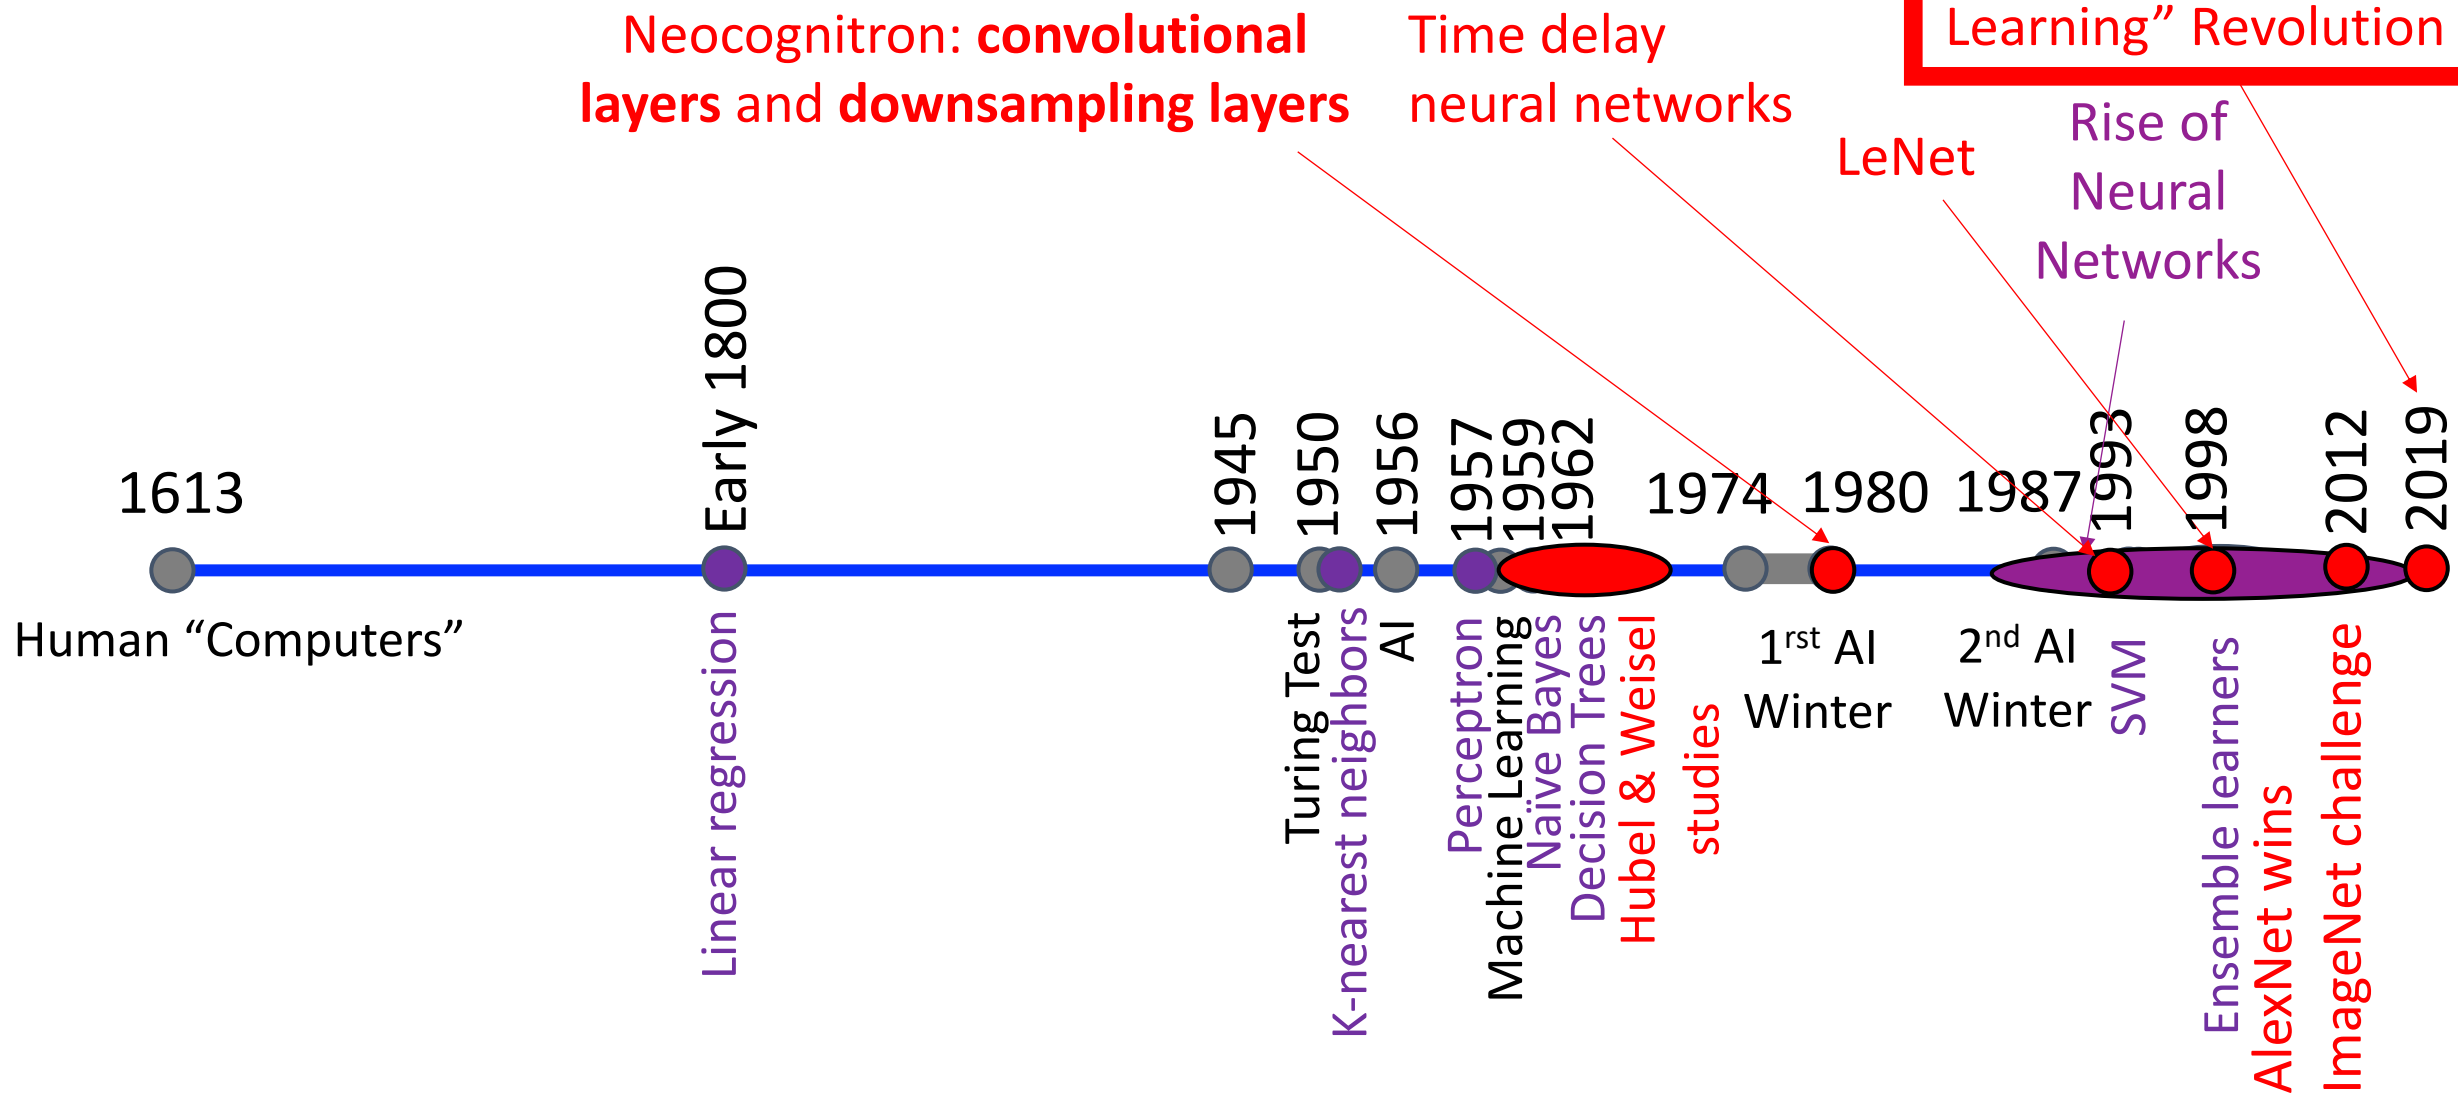 Neocognitron: convolutional
layers and downsampling layers
Time delay
neural networks
Learning” Revolution
LeNet
Rise of
Neural
Networks
1613
Early 1800
1945
1950
1956
1957
1959
1962
1974
1980
1987
1993
1998
2012
2019
Human “Computers”
Linear regression
Turing Test
K-nearest neighbors
AI
Perceptron
Machine Learning
Naïve Bayes
Decision Trees
Hubel & Weisel
studies
1rst AI
Winter
2nd AI
Winter
SVM
Ensemble learners
AlexNet wins
ImageNet challenge